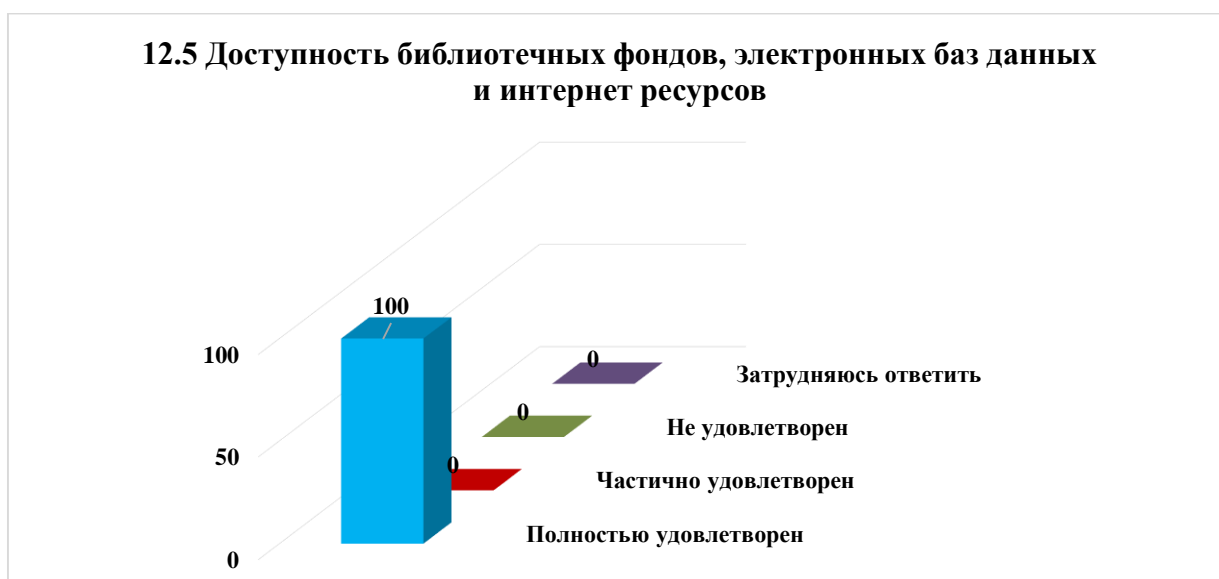 12.5 Доступность библиотечных фондов, электронных баз данных
и интернет ресурсов
100
100
0
Затрудняюсь ответить
0
Не удовлетворен
50
0
Частично удовлетворен
Полностью удовлетворен
0